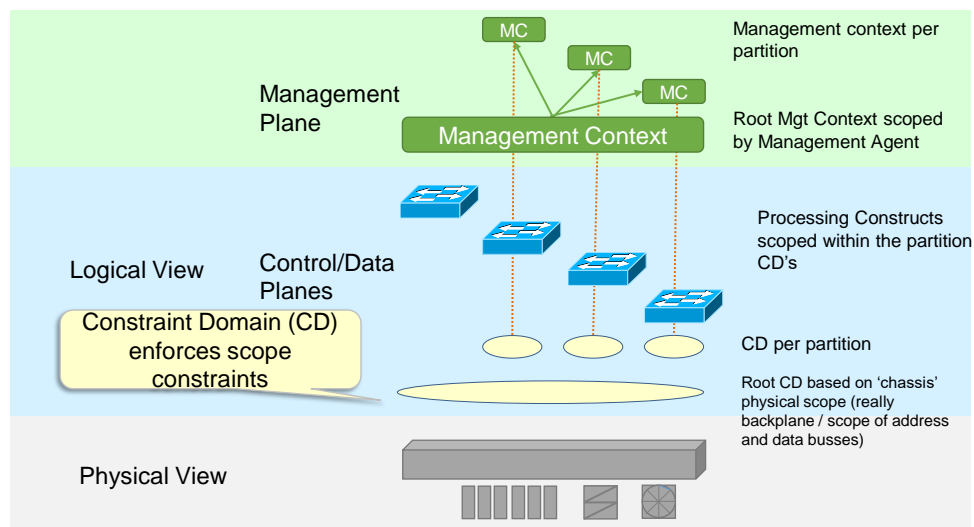 MC
Management context per
partition
MC
MC
Management
Plane
Management Context
Root Mgt Context scoped
by Management Agent
Processing Constructs
scoped within the partition
CD's
Logical View
Control/Data
Planes
Constraint Domain (CD)
enforces scope
constraints
CD per partition
Root CD based on ‘chassis’
physical scope (really
backplane / scope of address
and data busses)
Physical View